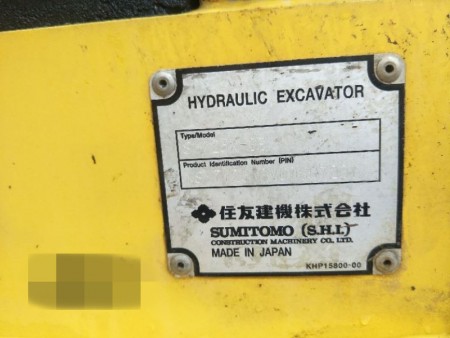 HYDRAULIC EXCAVATOR
Type/Model
Product Identification Number (PIN)
住友建機株式会社
SUMITOMO (S.H.I.)
CONSTRUCTION MACHINERY CO., LTD.
MADE IN JAPAN
KHP15800-00